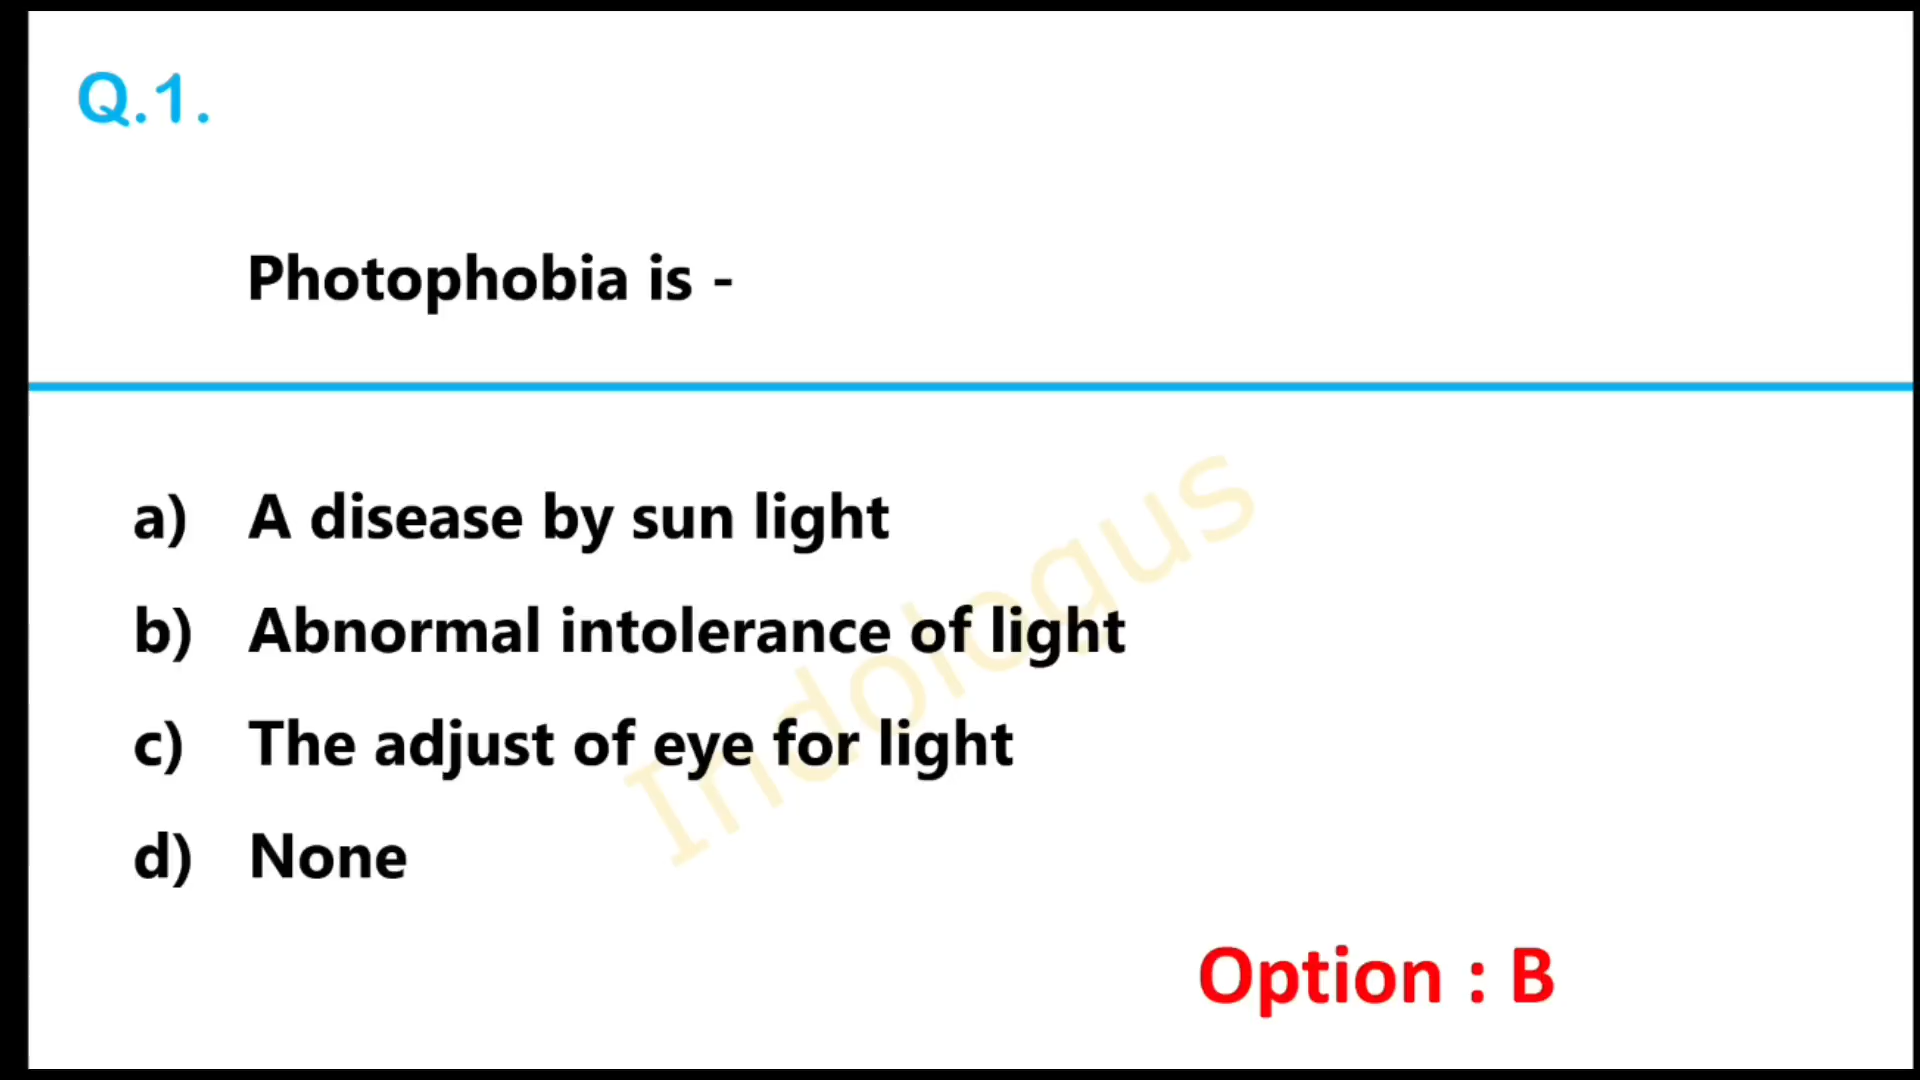 Q.1.
Photophobia is -
a) A disease by sun light
b) Abnormal intolerance of light
c) The adjust of eye for light
d) None
Indologus
Option : B